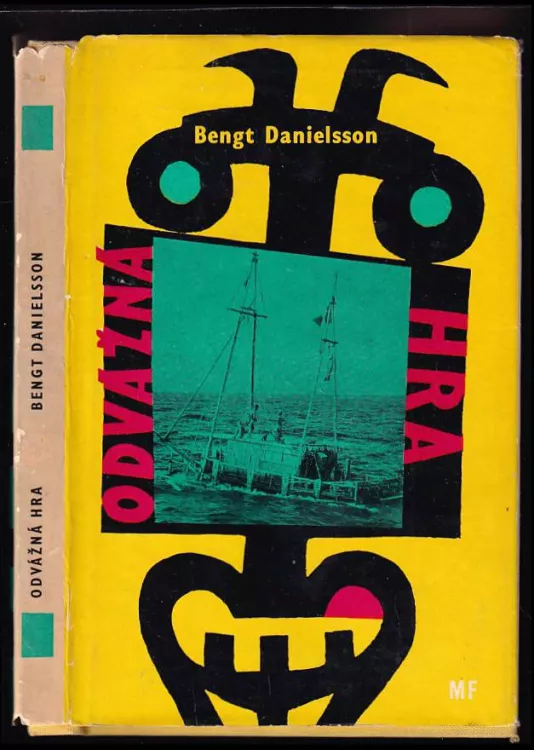 ODVÁŽNÁ HRA
BENGT DANIELSSON
Bengt Danielsson
ODVÁŽNÁ
HRA
MF